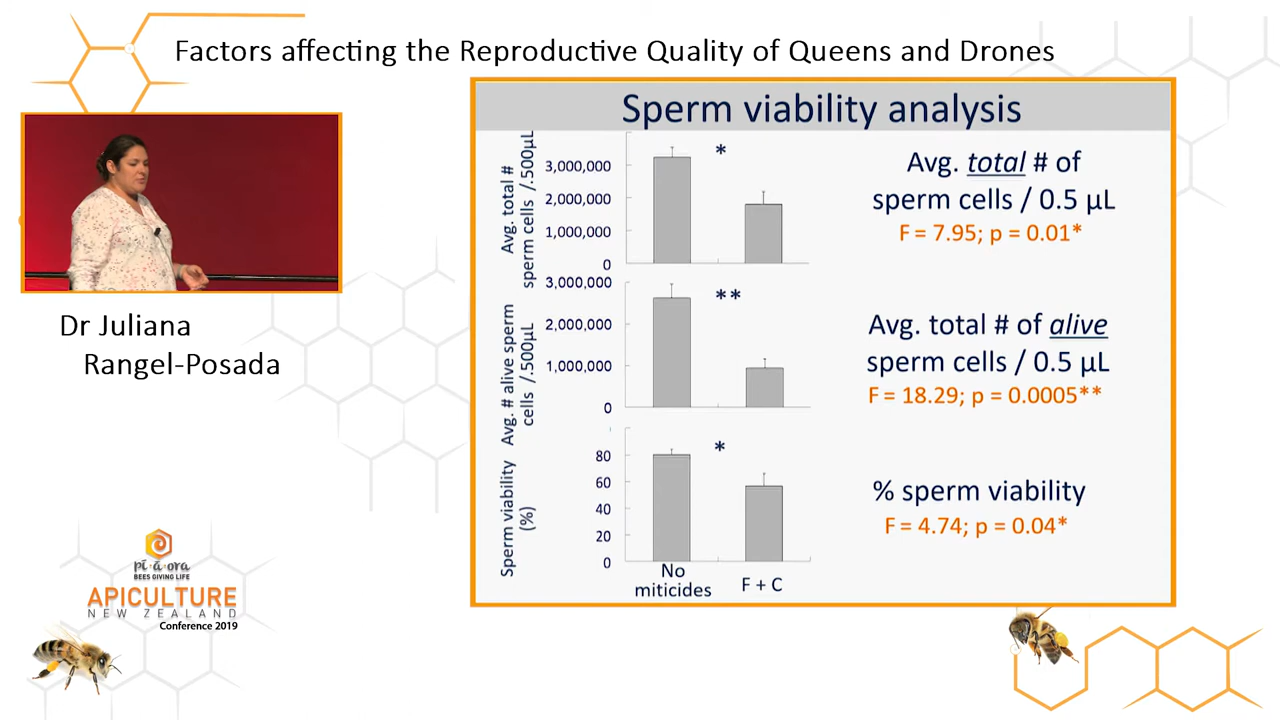 Factors affecting the Reproductive Quality of Queens and Drones
Sperm viability analysis
Avg. total #
sperm cells /.500µL
3,000,000
2,000,000
1,000,000
0
*
Avg. total # of
sperm cells / 0.5 µL
F = 7.95; p = 0.01*
Avg. # alive sperm
cells /.500µL
3,000,000
2,000,000
1,000,000
0
**
Avg. total # of alive
sperm cells / 0.5 µL
F = 18.29; p = 0.0005**
Sperm viability
(%)
80
60
40
20
0
*
% sperm viability
F = 4.74; p = 0.04*
No
miticides
F + C
Dr Juliana
Rangel-Posada
pī·ā·ora
BEES GIVING LIFE
APICULTURE
NEW ZEALAND
Conference 2019